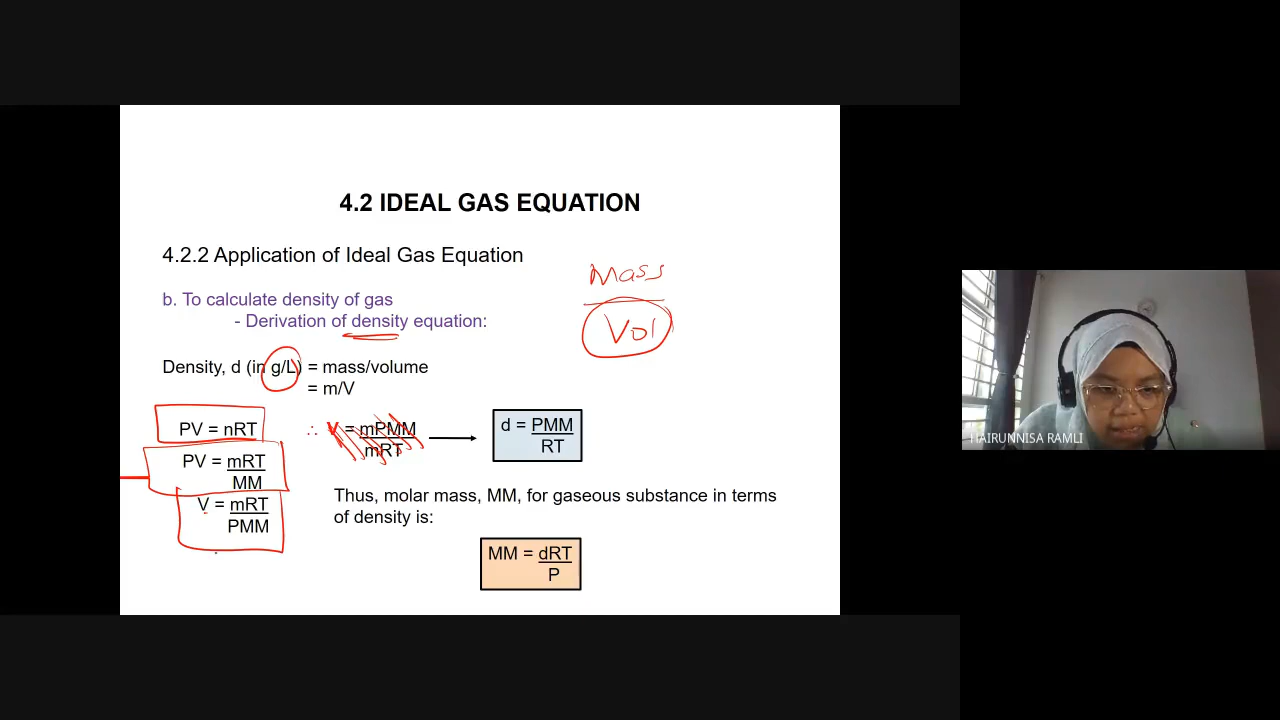 4.2 IDEAL GAS EQUATION
4.2.2 Application of Ideal Gas Equation
b. To calculate density of gas
- Derivation of density equation:
Mass
Vol
Density, d (in g/L) = mass/volume
= m/V
PV = nRT
PV = mRT
MM
V = mRT
PMM
∴ V = mPMM
mRT
d = PMM
RT
Thus, molar mass, MM, for gaseous substance in terms
of density is:
MM = dRT
P
HAIRUNNISA RAMLI